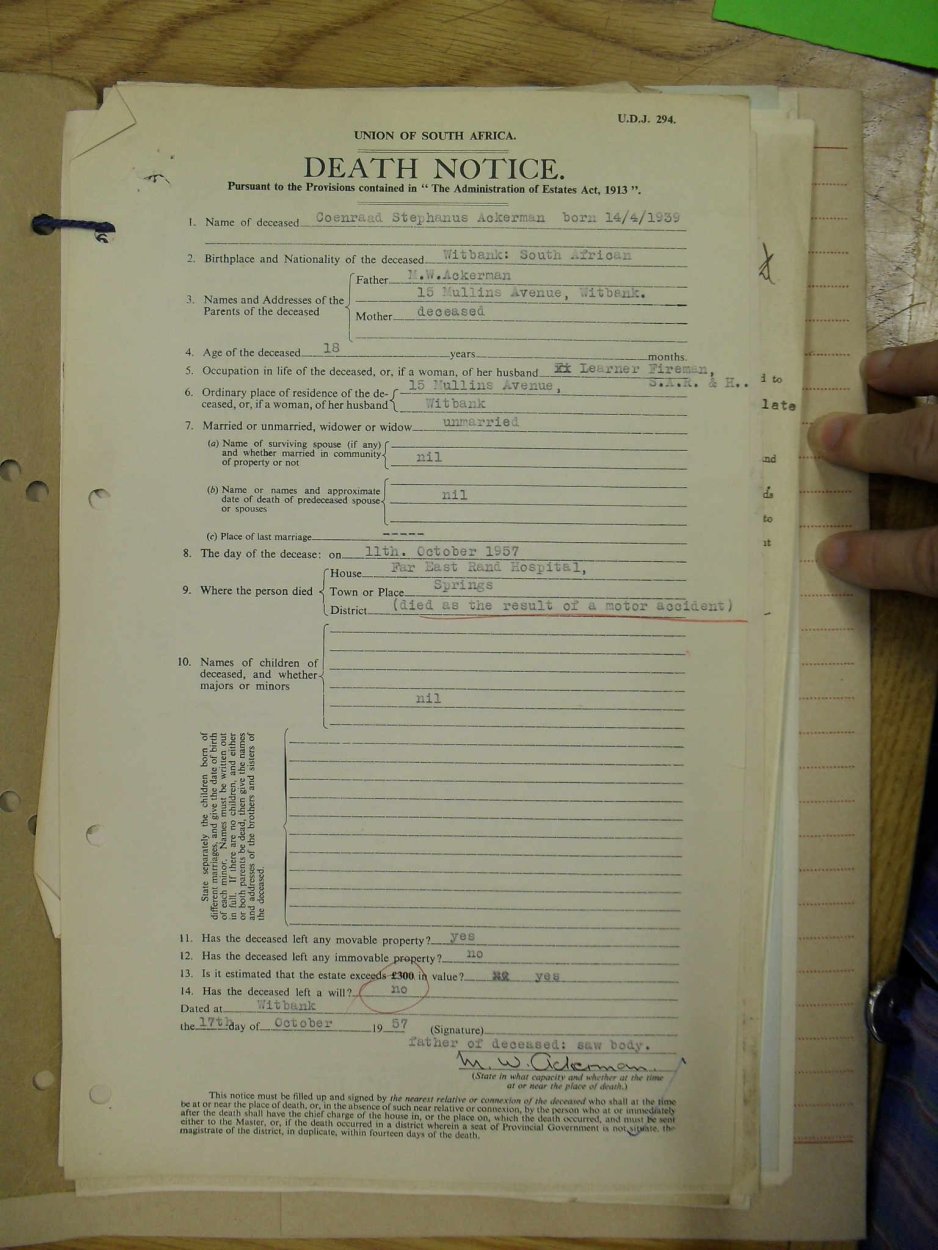 U.D.J. 294.
UNION OF SOUTH AFRICA.
DEATH NOTICE.
Pursuant to the Provisions contained in “ The Administration of Estates Act, 1913 ”.
1. Name of deceased Coenraad Stephanus Ackerman born 14/4/1939
2. Birthplace and Nationality of the deceased Witbank: South African
3. Names and Addresses of the Parents of the deceased
Father M.W.Ackerman
15 Mullins Avenue, Witbank.
Mother deceased
4. Age of the deceased 18 years months.
5. Occupation in life of the deceased, or, if a woman, of her husband Learner Fireman,
S.A.R. & H..
6. Ordinary place of residence of the de- 15 Mullins Avenue,
ceased, or, if a woman, of her husband Witbank
7. Married or unmarried, widower or widow unmarried
(a) Name of surviving spouse (if any)
and whether married in community nil
of property or not
(b) Name or names and approximate
date of death of predeceased spouse nil
or spouses
(c) Place of last marriage -----
8. The day of the decease: on 11th. October 1957
9. Where the person died
House Far East Rand Hospital,
Town or Place Springs
District (died as the result of a motor accident)
10. Names of children of
deceased, and whether
majors or minors
nil
State separately the children born of
different marriages, and give the date of birth
of each minor. Names must be written out
in full. If there are no children, and either
or both parents be dead, then give the names
and addresses of the brothers and sisters of
the deceased.
11. Has the deceased left any movable property? yes
12. Has the deceased left any immovable property? no
13. Is it estimated that the estate exceeds £300 in value? yes
14. Has the deceased left a will? no
Dated at Witbank
the 17th day of October 19 57 (Signature)
father of deceased: saw body.
M. W. Ackerman.
(State in what capacity and whether at the time
at or near the place of death.)
This notice must be filled up and signed by the nearest relative or connexion of the deceased who shall at the time
be at or near the place of death, or, in the absence of such near relative or connexion, by the person who at or immediately
after the death shall have the chief charge of the house in, or the place on, which the death occurred, and must be sent
either to the Master, or, if the death occurred in a district wherein a seat of Provincial Government is not situate, the
magistrate of the district, in duplicate, within fourteen days of the death.
to
late